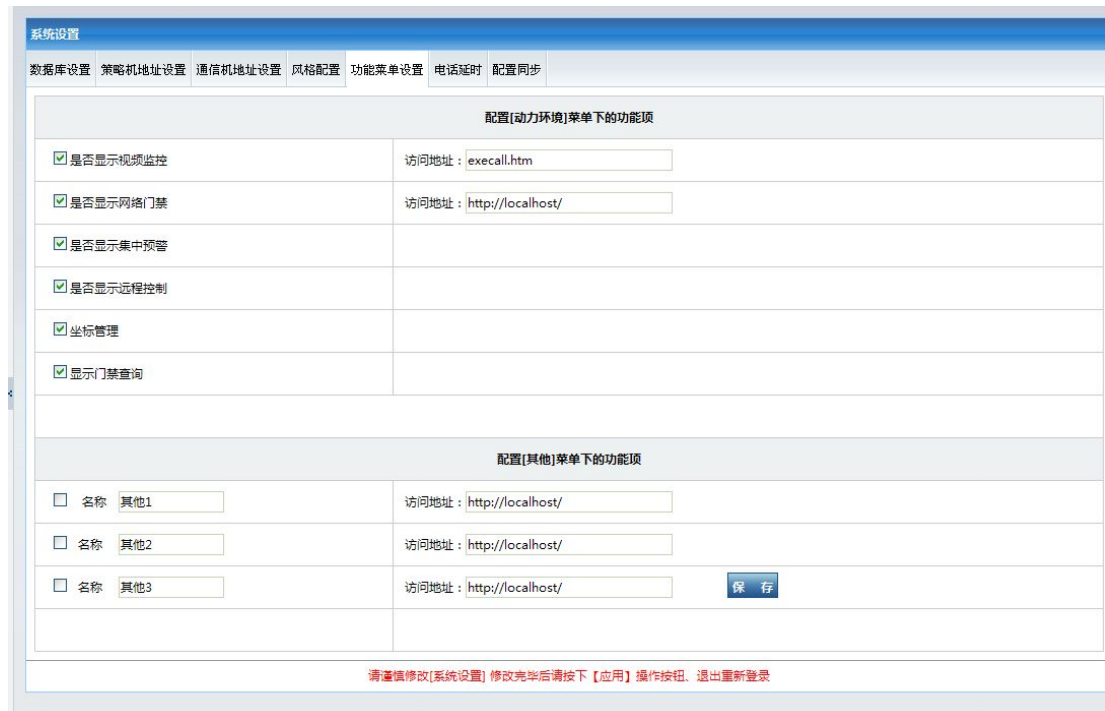 系统设置
数据库设置 策略机地址设置 通信机地址设置 风格配置 功能菜单设置 电话延时 配置同步
配置[动力环境]菜单下的功能项
是否显示视频监控 访问地址：execall.htm
是否显示网络门禁 访问地址：http://localhost/
是否显示集中预警
是否显示远程控制
坐标管理
显示门禁查询
配置[其他]菜单下的功能项
名称 其他1 访问地址：http://localhost/
名称 其他2 访问地址：http://localhost/
名称 其他3 访问地址：http://localhost/ 保 存
请谨慎修改[系统设置] 修改完毕后请按下【应用】操作按钮、退出重新登录